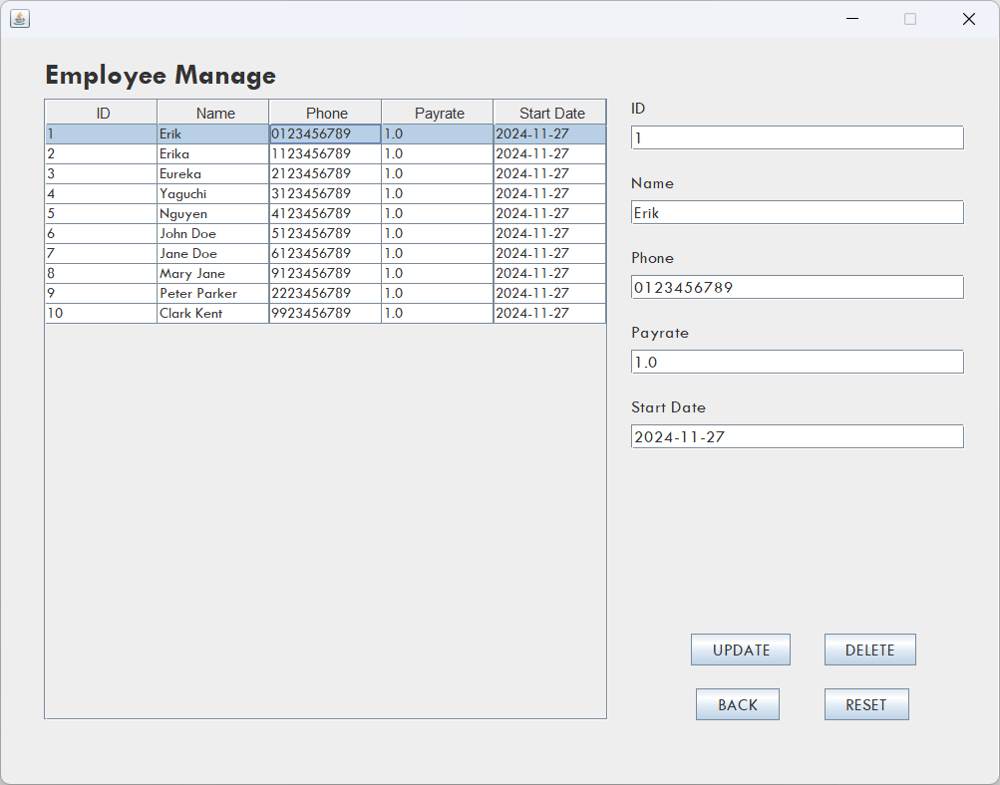 Employee Manage
ID Name Phone Payrate Start Date
1 Erik 0123456789 1.0 2024-11-27
2 Erika 1123456789 1.0 2024-11-27
3 Eureka 2123456789 1.0 2024-11-27
4 Yaguchi 3123456789 1.0 2024-11-27
5 Nguyen 4123456789 1.0 2024-11-27
6 John Doe 5123456789 1.0 2024-11-27
7 Jane Doe 6123456789 1.0 2024-11-27
8 Mary Jane 9123456789 1.0 2024-11-27
9 Peter Parker 2223456789 1.0 2024-11-27
10 Clark Kent 9923456789 1.0 2024-11-27
ID
1
Name
Erik
Phone
0123456789
Payrate
1.0
Start Date
2024-11-27
UPDATE DELETE
BACK RESET